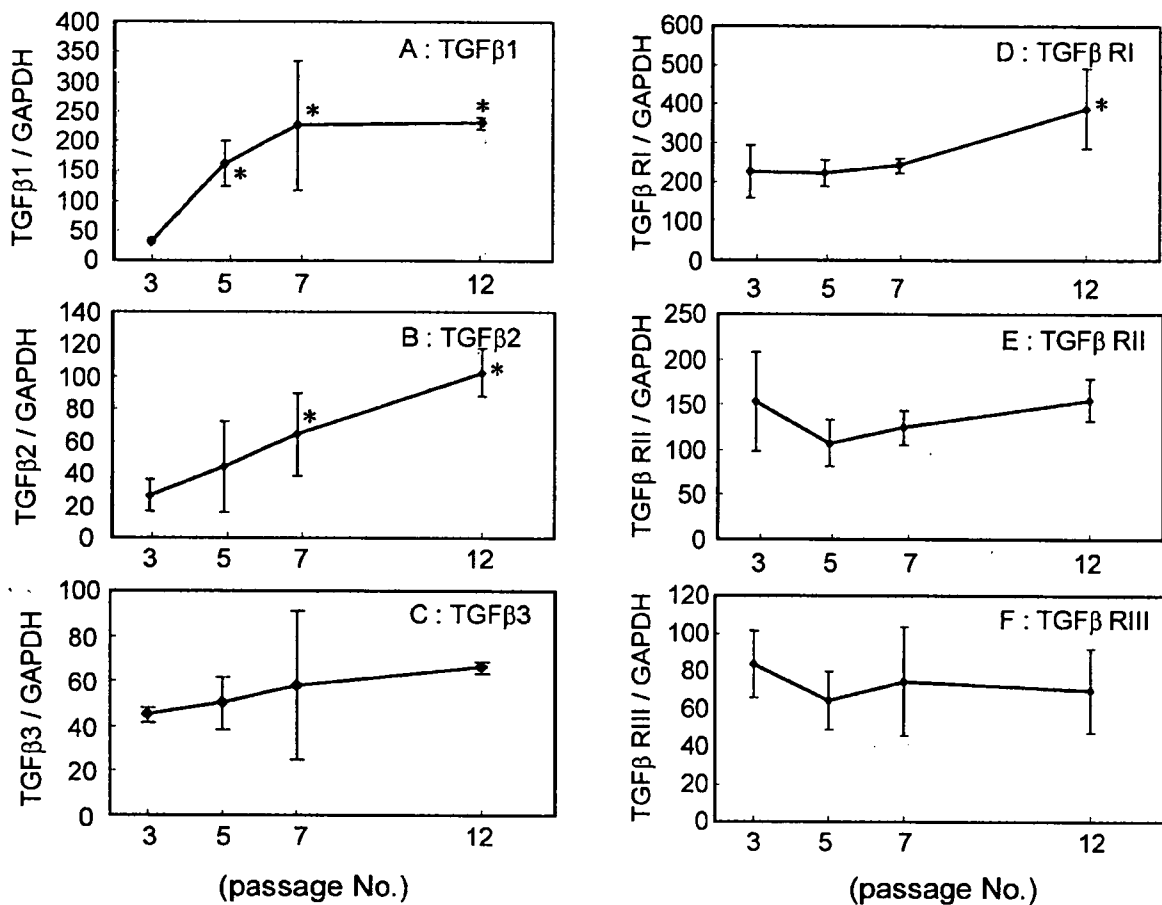 A : TGFβ1
TGFβ1 / GAPDH
400
350
300
250
200
150
100
50
0
*
*
*
3 5 7 12
B : TGFβ2
TGFβ2 / GAPDH
140
120
100
80
60
40
20
0
*
*
3 5 7 12
C : TGFβ3
TGFβ3 / GAPDH
100
80
60
40
20
0
3 5 7 12
(passage No.)
D : TGFβ RI
TGFβ RI / GAPDH
600
500
400
300
200
100
0
*
3 5 7 12
E : TGFβ RII
TGFβ RII / GAPDH
250
200
150
100
50
0
3 5 7 12
F : TGFβ RIII
TGFβ RIII / GAPDH
120
100
80
60
40
20
0
3 5 7 12
(passage No.)